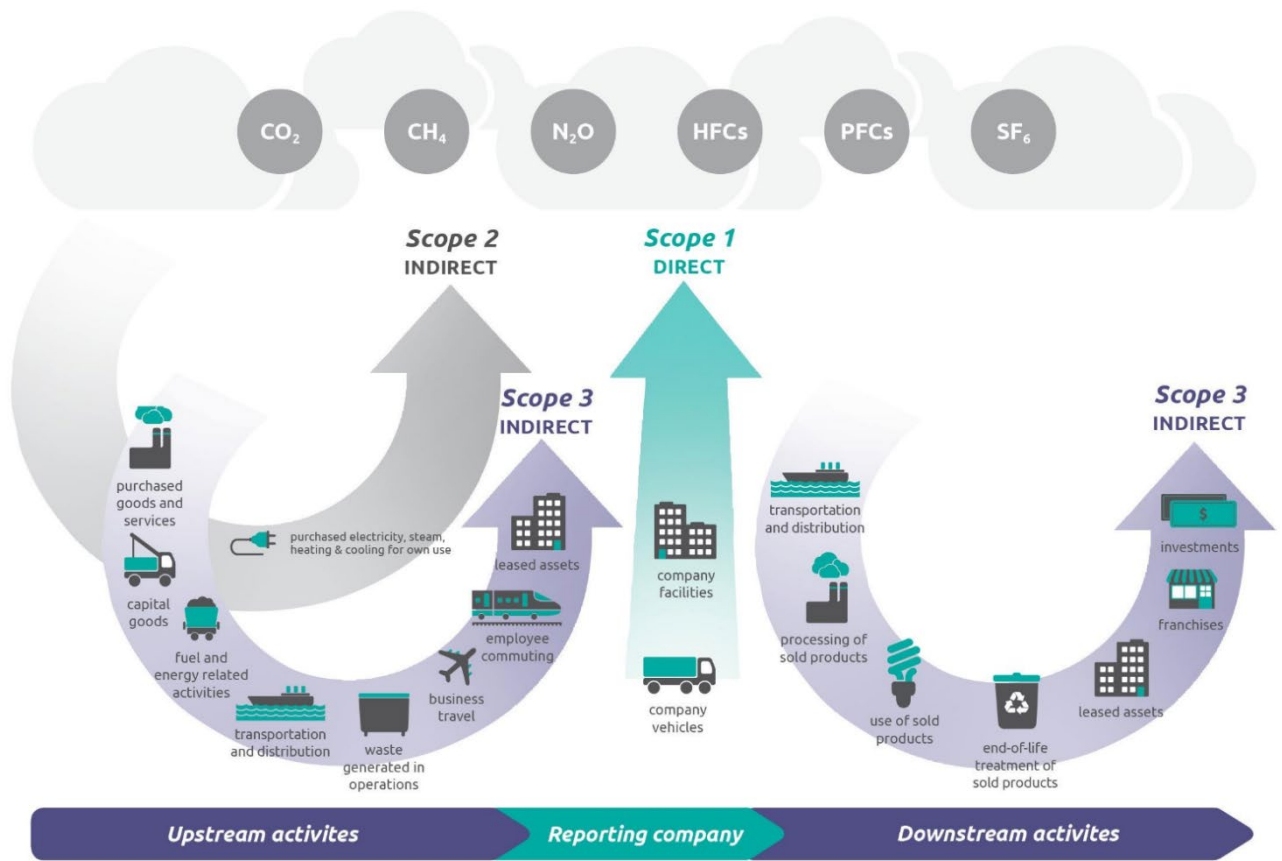 CO₂
CH₄
N₂O
HFCs
PFCs
SF₆
Scope 2
INDIRECT
Scope 1
DIRECT
Scope 3
INDIRECT
Scope 3
INDIRECT
purchased
goods and
services
capital
goods
fuel and
energy related
activities
transportation
and distribution
waste
generated in
operations
business
travel
employee
commuting
leased assets
purchased electricity, steam,
heating & cooling for own use
company
facilities
company
vehicles
transportation
and distribution
processing of
sold products
use of sold
products
end-of-life
treatment of
sold products
leased assets
franchises
$
investments
Upstream activites
Reporting company
Downstream activites